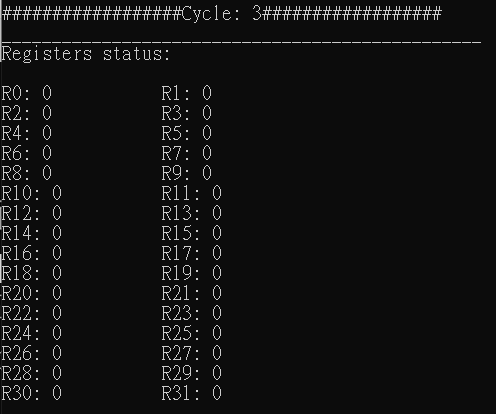 #################Cycle: 3#################
________________________________________________
Registers status:
R0: 0 R1: 0
R2: 0 R3: 0
R4: 0 R5: 0
R6: 0 R7: 0
R8: 0 R9: 0
R10: 0 R11: 0
R12: 0 R13: 0
R14: 0 R15: 0
R16: 0 R17: 0
R18: 0 R19: 0
R20: 0 R21: 0
R22: 0 R23: 0
R24: 0 R25: 0
R26: 0 R27: 0
R28: 0 R29: 0
R30: 0 R31: 0